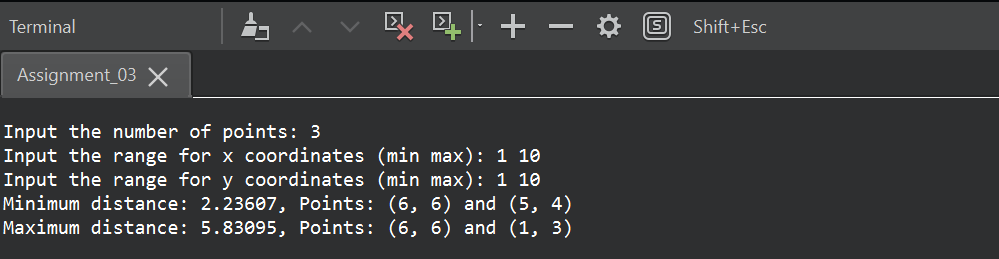 Terminal
Shift+Esc
Assignment_03
Input the number of points: 3
Input the range for x coordinates (min max): 1 10
Input the range for y coordinates (min max): 1 10
Minimum distance: 2.23607, Points: (6, 6) and (5, 4)
Maximum distance: 5.83095, Points: (6, 6) and (1, 3)